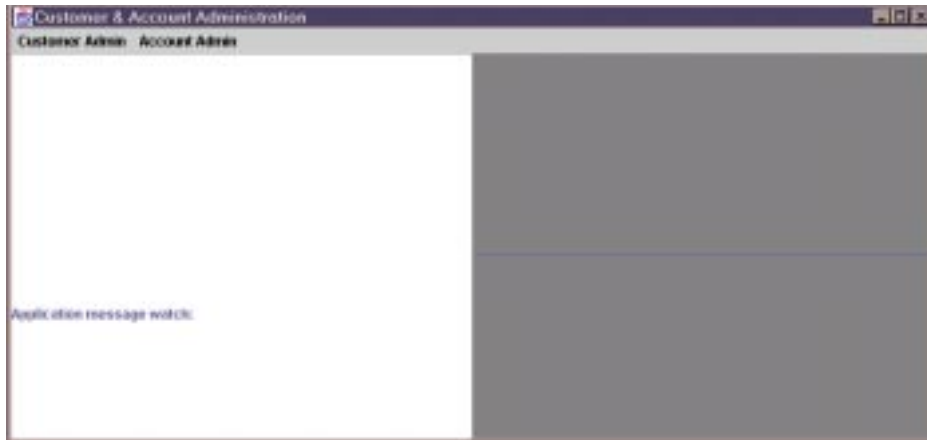 Customer & Account Administration
Customer Admin Account Admin
Application message watch: